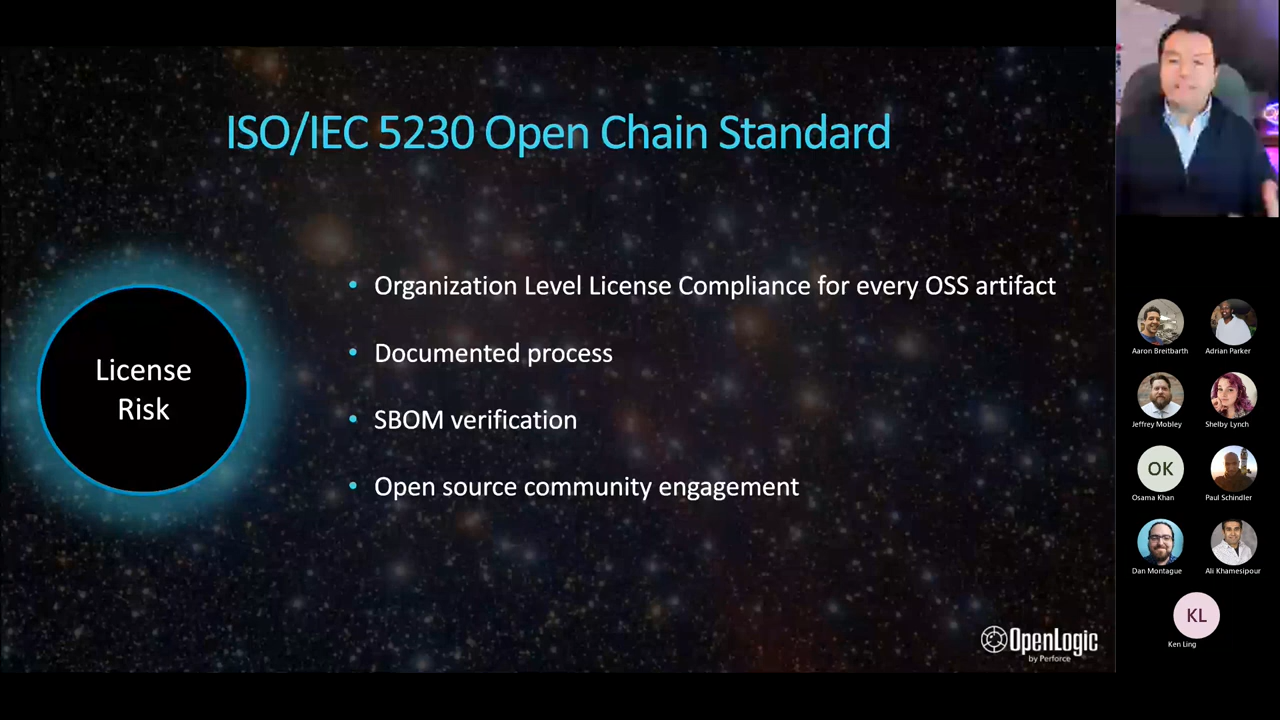 ISO/IEC 5230 Open Chain Standard
License
Risk
Organization Level License Compliance for every OSS artifact
Documented process
SBOM verification
Open source community engagement
OpenLogic
by Perforce
Aaron Breitbarth
Adrian Parker
Jeffrey Mobley
Shelby Lynch
OK
Osama Khan
Paul Schindler
Dan Montague
Ali Khamesipour
KL
Ken Ling